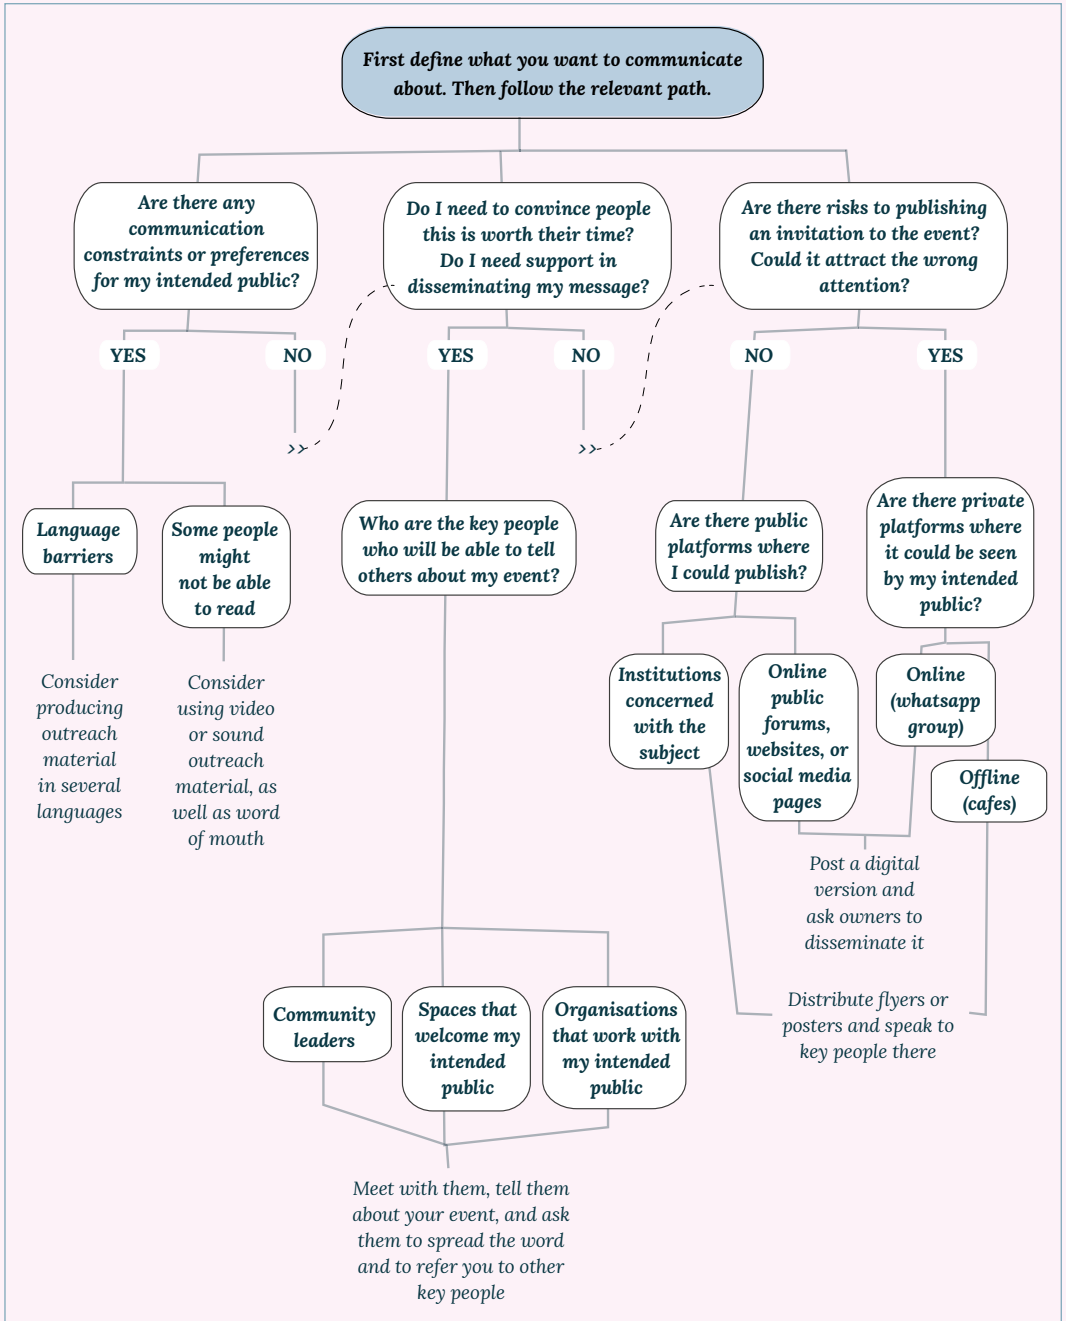 First define what you want to communicate
about. Then follow the relevant path.
Are there any
communication
constraints or preferences
for my intended public?
Do I need to convince people
this is worth their time?
Do I need support in
disseminating my message?
Are there risks to publishing
an invitation to the event?
Could it attract the wrong
attention?
YES
NO
YES
NO
NO
YES
>>
>>
Language
barriers
Some people
might
not be able
to read
Who are the key people
who will be able to tell
others about my event?
Are there public
platforms where
I could publish?
Are there private
platforms where
it could be seen
by my intended
public?
Consider
producing
outreach
material
in several
languages
Consider
using video
or sound
outreach
material, as
well as word
of mouth
Institutions
concerned
with the
subject
Online
public
forums,
websites, or
social media
pages
Online
(whatsapp
group)
Offline
(cafes)
Post a digital
version and
ask owners to
disseminate it
Distribute flyers or
posters and speak to
key people there
Community
leaders
Spaces that
welcome my
intended
public
Organisations
that work with
my intended
public
Meet with them, tell them
about your event, and ask
them to spread the word
and to refer you to other
key people